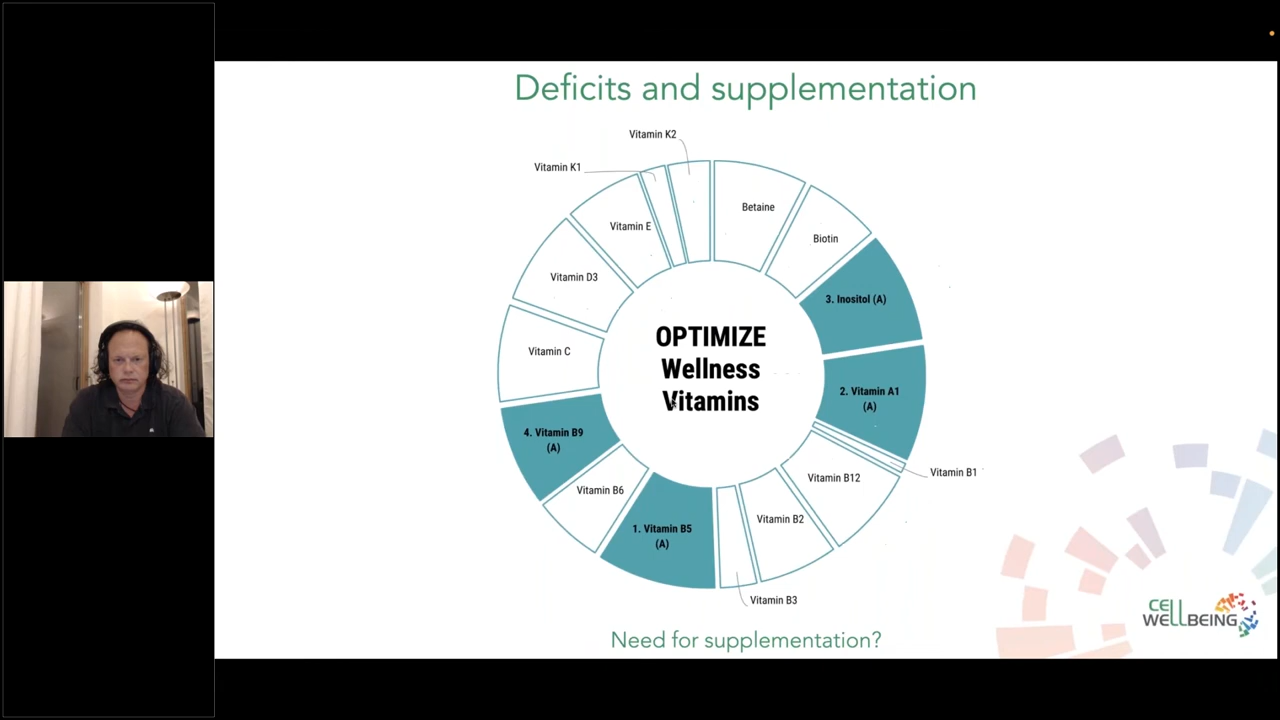 Deficits and supplementation
Vitamin K2
Vitamin K1
Betaine
Vitamin E
Biotin
Vitamin D3
3. Inositol (A)
OPTIMIZE
Wellness
Vitamins
Vitamin C
2. Vitamin A1
(A)
4. Vitamin B9
(A)
Vitamin B1
Vitamin B12
Vitamin B6
Vitamin B2
1. Vitamin B5
(A)
Vitamin B3
CELL
WELLBEING
Need for supplementation?